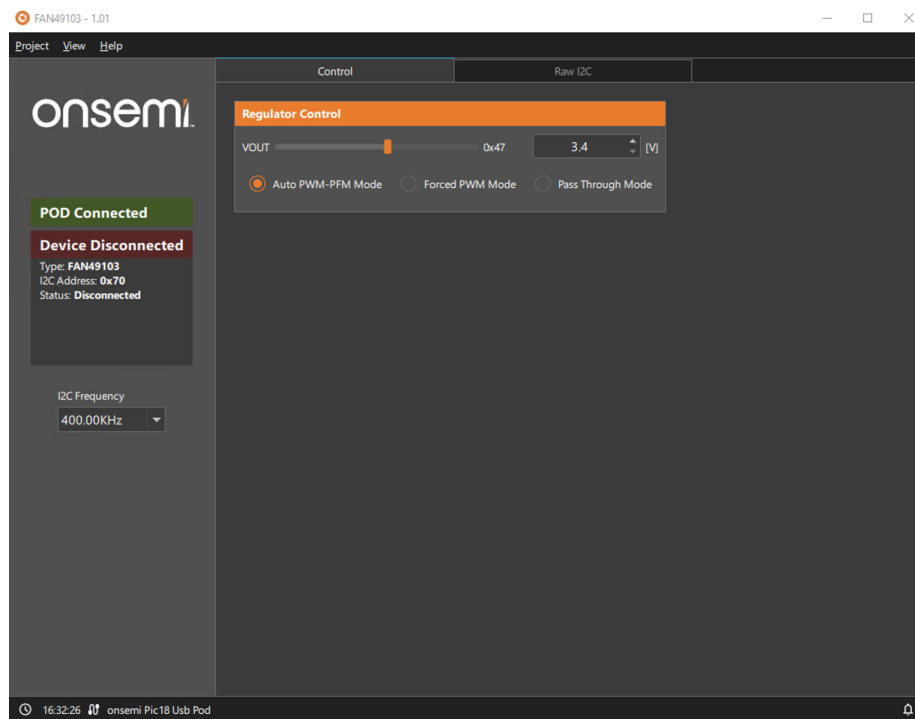 FAN49103 - 1.01
Project View Help
Control Raw I2C
onsemi
Regulator Control
VOUT 0x47 3.4 [V]
Auto PWM-PFM Mode Forced PWM Mode Pass Through Mode
POD Connected
Device Disconnected
Type: FAN49103
I2C Address: 0x70
Status: Disconnected
I2C Frequency
400.00KHz
16:32:26 onsemi Pic18 Usb Pod